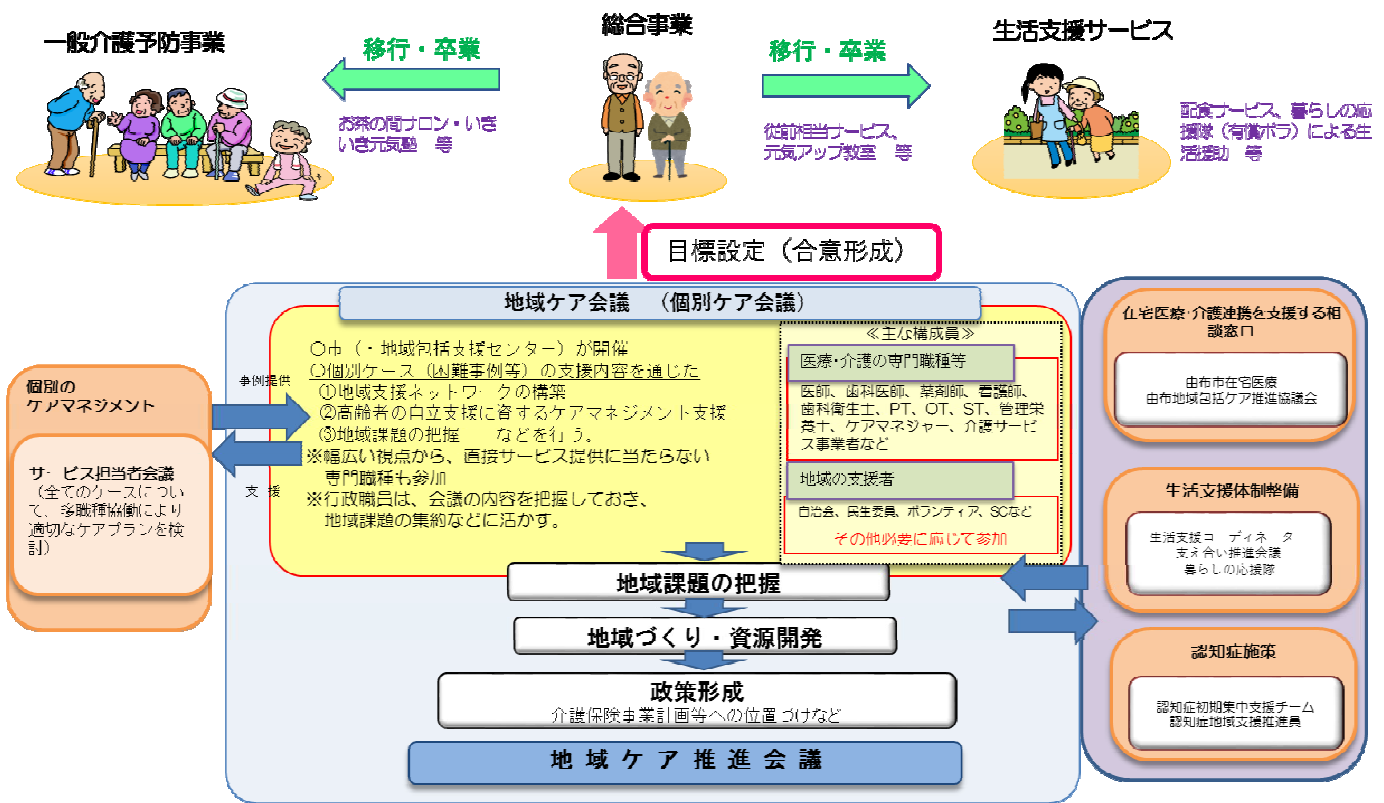 一般介護予防事業
移行・卒業
お茶の間サロン・いき
いき元気塾　等
総合事業
移行・卒業
従前相当サービス、
元気アップ教室　等
生活支援サービス
配食サービス、暮らしの応
援隊（有償ボラ）による生
活援助　等
目標設定（合意形成）
地域ケア会議　（個別ケア会議）
〇市（・地域包括支援センター）が開催
〇個別ケース（困難事例等）の支援内容を通じた
①地域支援ネットワークの構築
②高齢者の自立支援に資するケアマネジメント支援
③地域課題の把握　　などを行う。
※幅広い視点から、直接サービス提供に当たらない
専門職種も参加
※行政職員は、会議の内容を把握しておき、
地域課題の集約などに活かす。
≪主な構成員≫
医療・介護の専門職種等
医師、歯科医師、薬剤師、看護師、
歯科衛生士、PT、OT、ST、管理栄
養士、ケアマネジャー、介護サービ
ス事業者など
地域の支援者
自治会、民生委員、ボランティア、SCなど
その他必要に応じて参加
事例提供
支 援
個別の
ケアマネジメント
サービス担当者会議
（全てのケースについ
て、多職種協働により
適切なケアプランを検
討）
地域課題の把握
地域づくり・資源開発
政策形成
介護保険事業計画等への位置づけなど
地 域 ケ ア 推 進 会 議
在宅医療・介護連携を支援する相
談窓口
由布市在宅医療
由布地域包括ケア推進協議会
生活支援体制整備
生活支援コーディネーター
支え合い推進会議
暮らしの応援隊
認知症施策
認知症初期集中支援チーム
認知症地域支援推進員